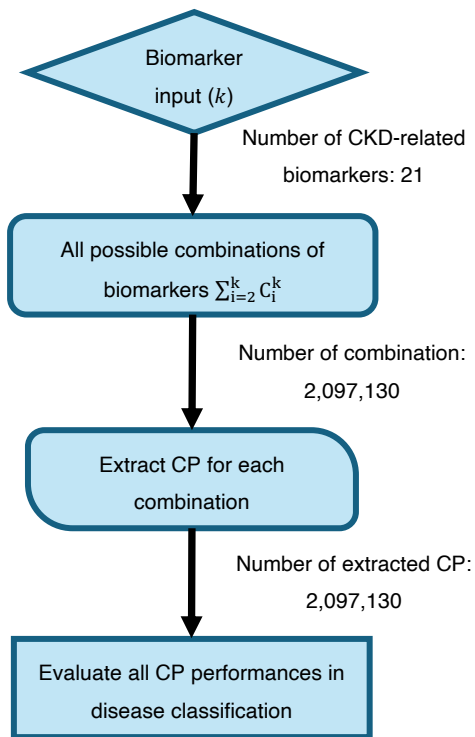 Biomarker
input (k)
Number of CKD-related
biomarkers: 21
All possible combinations of
biomarkers ∑ᵢ₌₂ᵏ Cᵢᵏ
Number of combination:
2,097,130
Extract CP for each
combination
Number of extracted CP:
2,097,130
Evaluate all CP performances in
disease classification